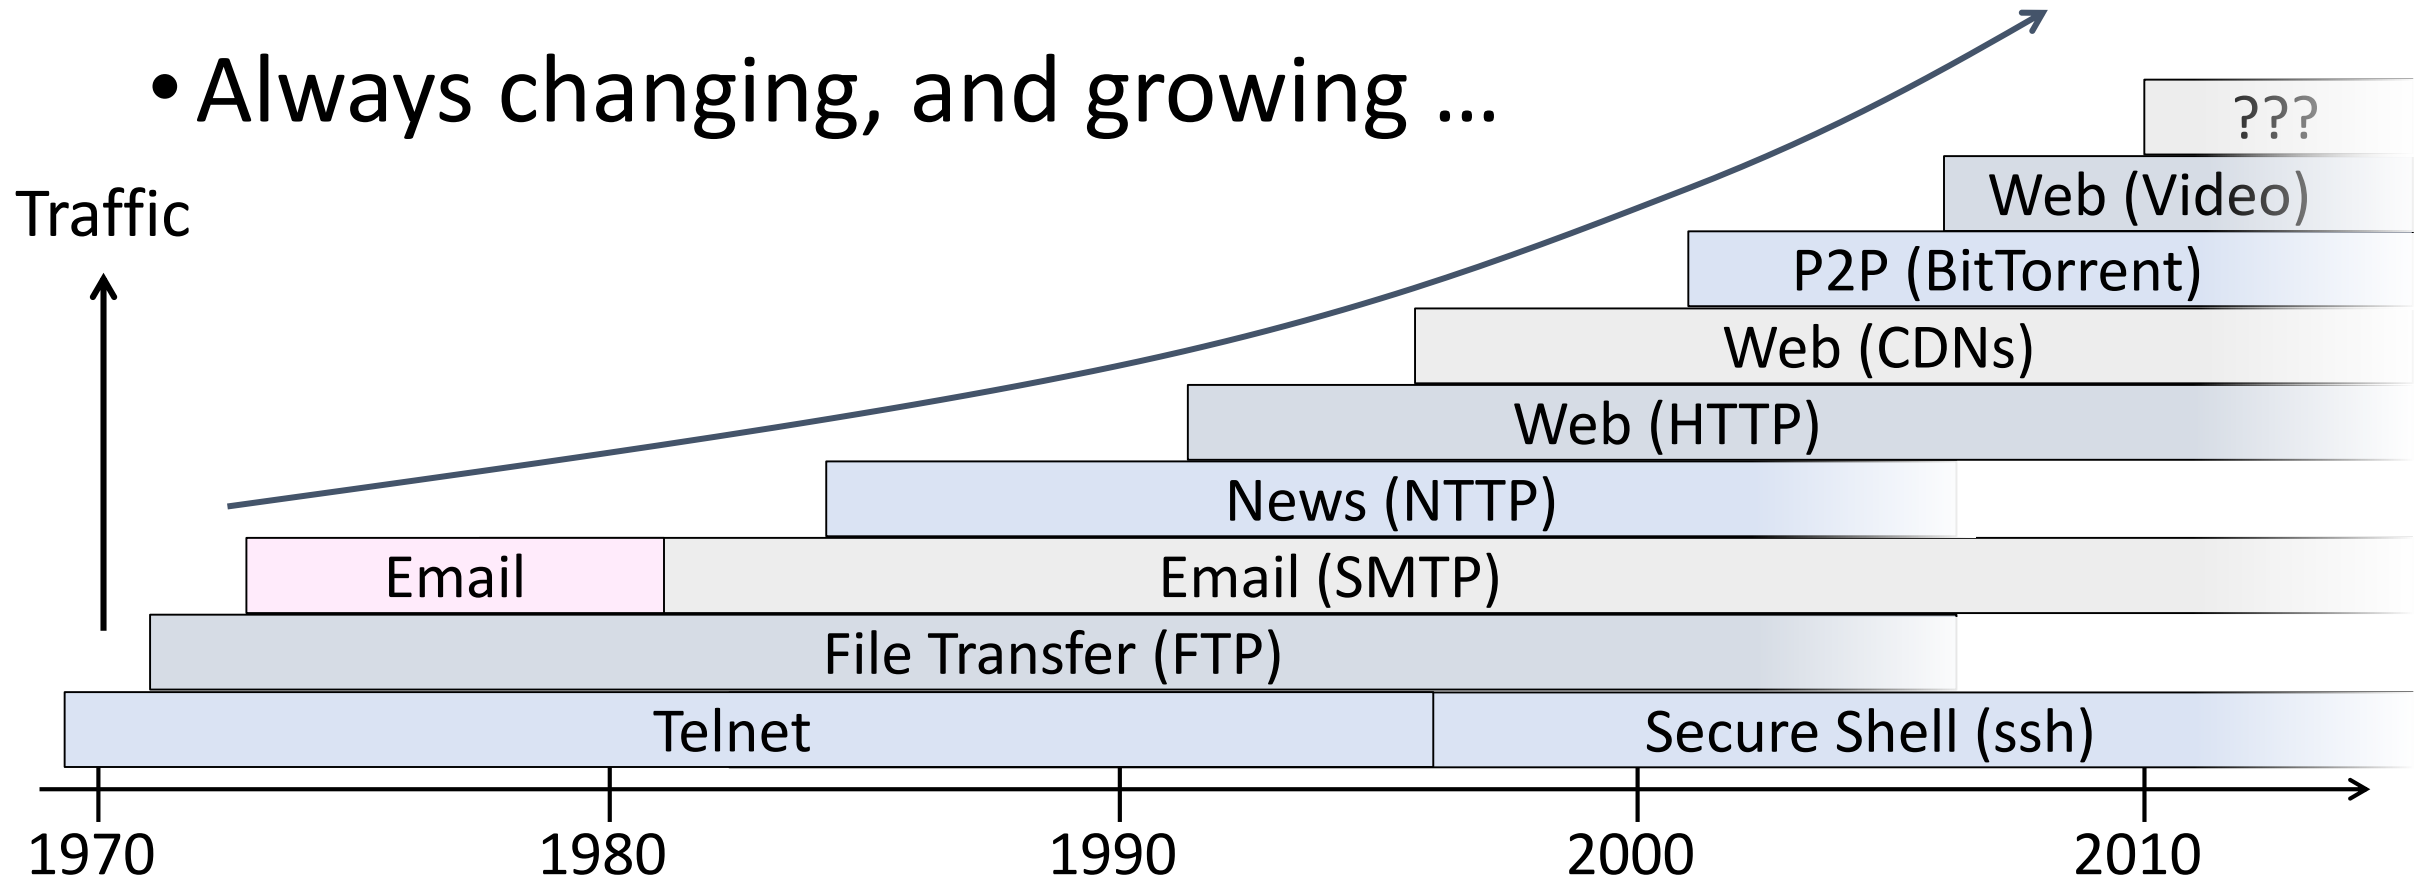 • Always changing, and growing …
Traffic
???
Web (Video)
P2P (BitTorrent)
Web (CDNs)
Web (HTTP)
News (NTTP)
Email Email (SMTP)
File Transfer (FTP)
Telnet Secure Shell (ssh)
1970 1980 1990 2000 2010